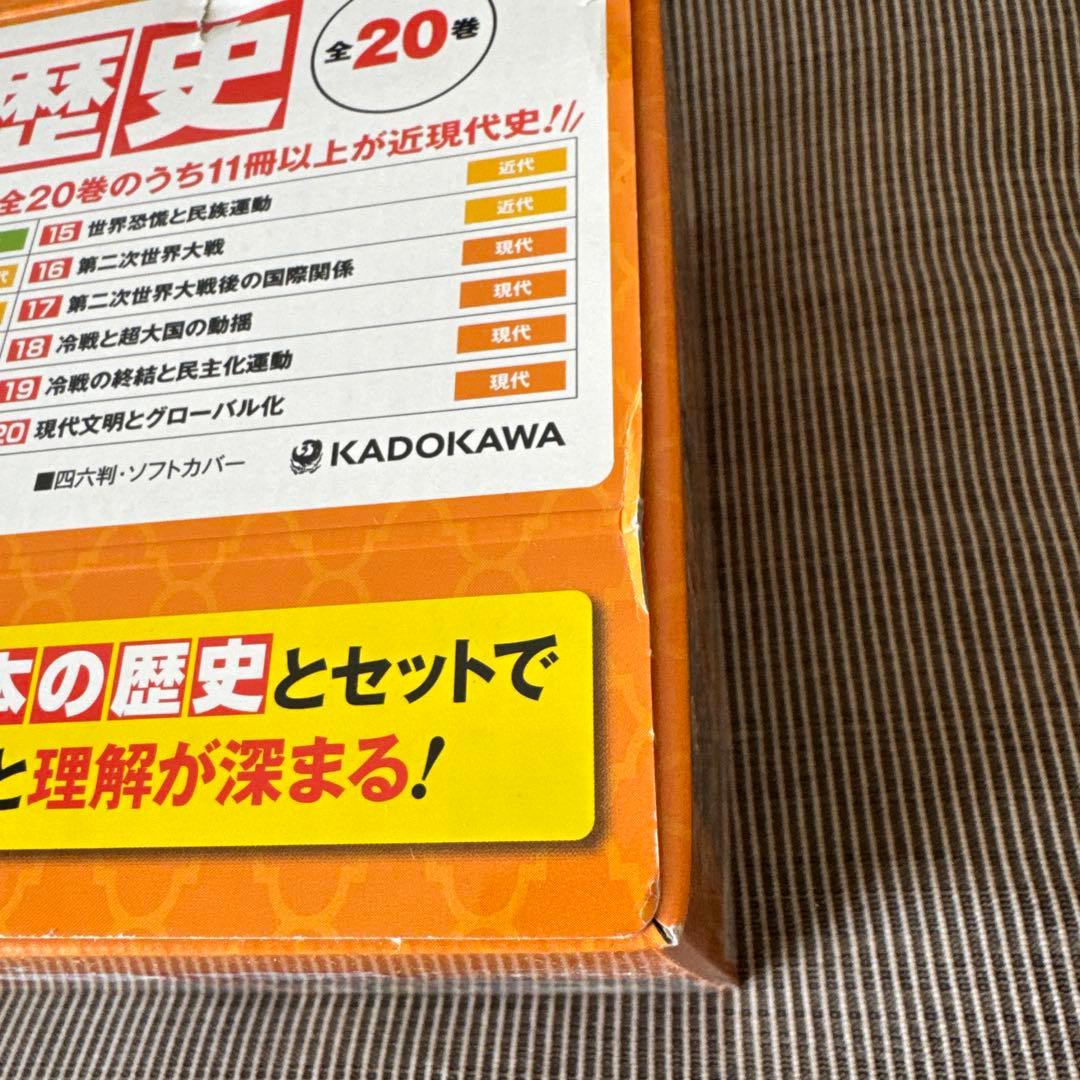 歴史
全20巻
全20巻のうち11冊以上が近現代史!
15 世界恐慌と民族運動 近代
16 第二次世界大戦 近代
17 第二次世界大戦後の国際関係 現代
18 冷戦と超大国の動揺 現代
19 冷戦の終結と民主化運動 現代
20 現代文明とグローバル化 現代
■四六判・ソフトカバー
KADOKAWA
本の歴史とセットで
と理解が深まる!